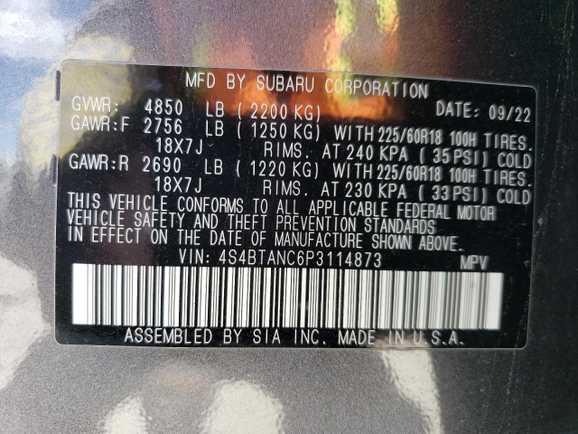 MFD BY SUBARU CORPORATION
GVWR: 4850 LB ( 2200 KG) DATE: 09/22
GAWR:F 2756 LB ( 1250 KG) WITH 225/60R18 100H TIRES.
18X7J RIMS. AT 240 KPA ( 35 PSI) COLD
GAWR:R 2690 LB ( 1220 KG) WITH 225/60R18 100H TIRES.
18X7J RIMS. AT 230 KPA ( 33 PSI) COLD
THIS VEHICLE CONFORMS TO ALL APPLICABLE FEDERAL MOTOR
VEHICLE SAFETY AND THEFT PREVENTION STANDARDS
IN EFFECT ON THE DATE OF MANUFACTURE SHOWN ABOVE.
VIN: 4S4BTANC6P3114873 MPV
ASSEMBLED BY SIA INC. MADE IN U.S.A.